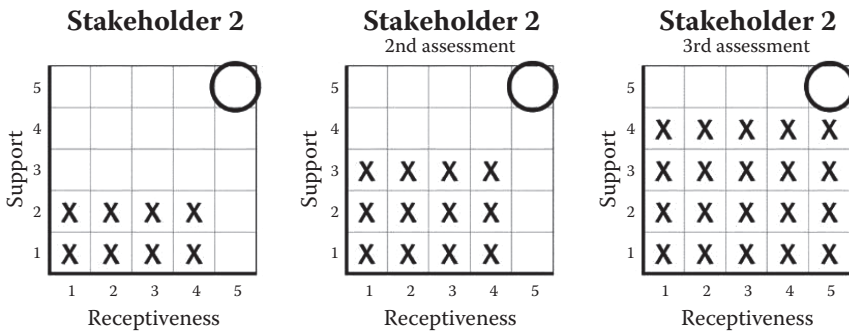 Stakeholder 2
Support
5
4
3
X X X X
2
X X X X
1
1 2 3 4 5
Receptiveness
Stakeholder 2
2nd assessment
Support
5
4
X X X X
3
X X X X
2
X X X X
1
1 2 3 4 5
Receptiveness
Stakeholder 2
3rd assessment
Support
5
X X X X X
4
X X X X X
3
X X X X X
2
X X X X X
1
1 2 3 4 5
Receptiveness